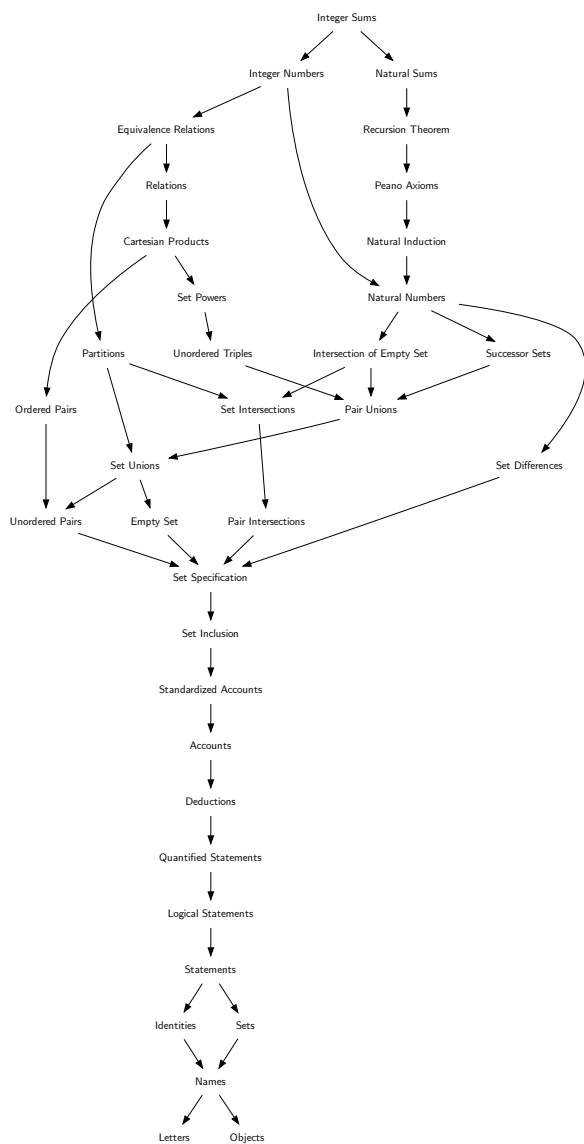 Integer Sums
Integer Numbers
Natural Sums
Equivalence Relations
Recursion Theorem
Relations
Peano Axioms
Cartesian Products
Natural Induction
Set Powers
Natural Numbers
Partitions
Unordered Triples
Intersection of Empty Set
Successor Sets
Ordered Pairs
Set Intersections
Pair Unions
Set Unions
Set Differences
Unordered Pairs
Empty Set
Pair Intersections
Set Specification
Set Inclusion
Standardized Accounts
Accounts
Deductions
Quantified Statements
Logical Statements
Statements
Identities
Sets
Names
Letters
Objects